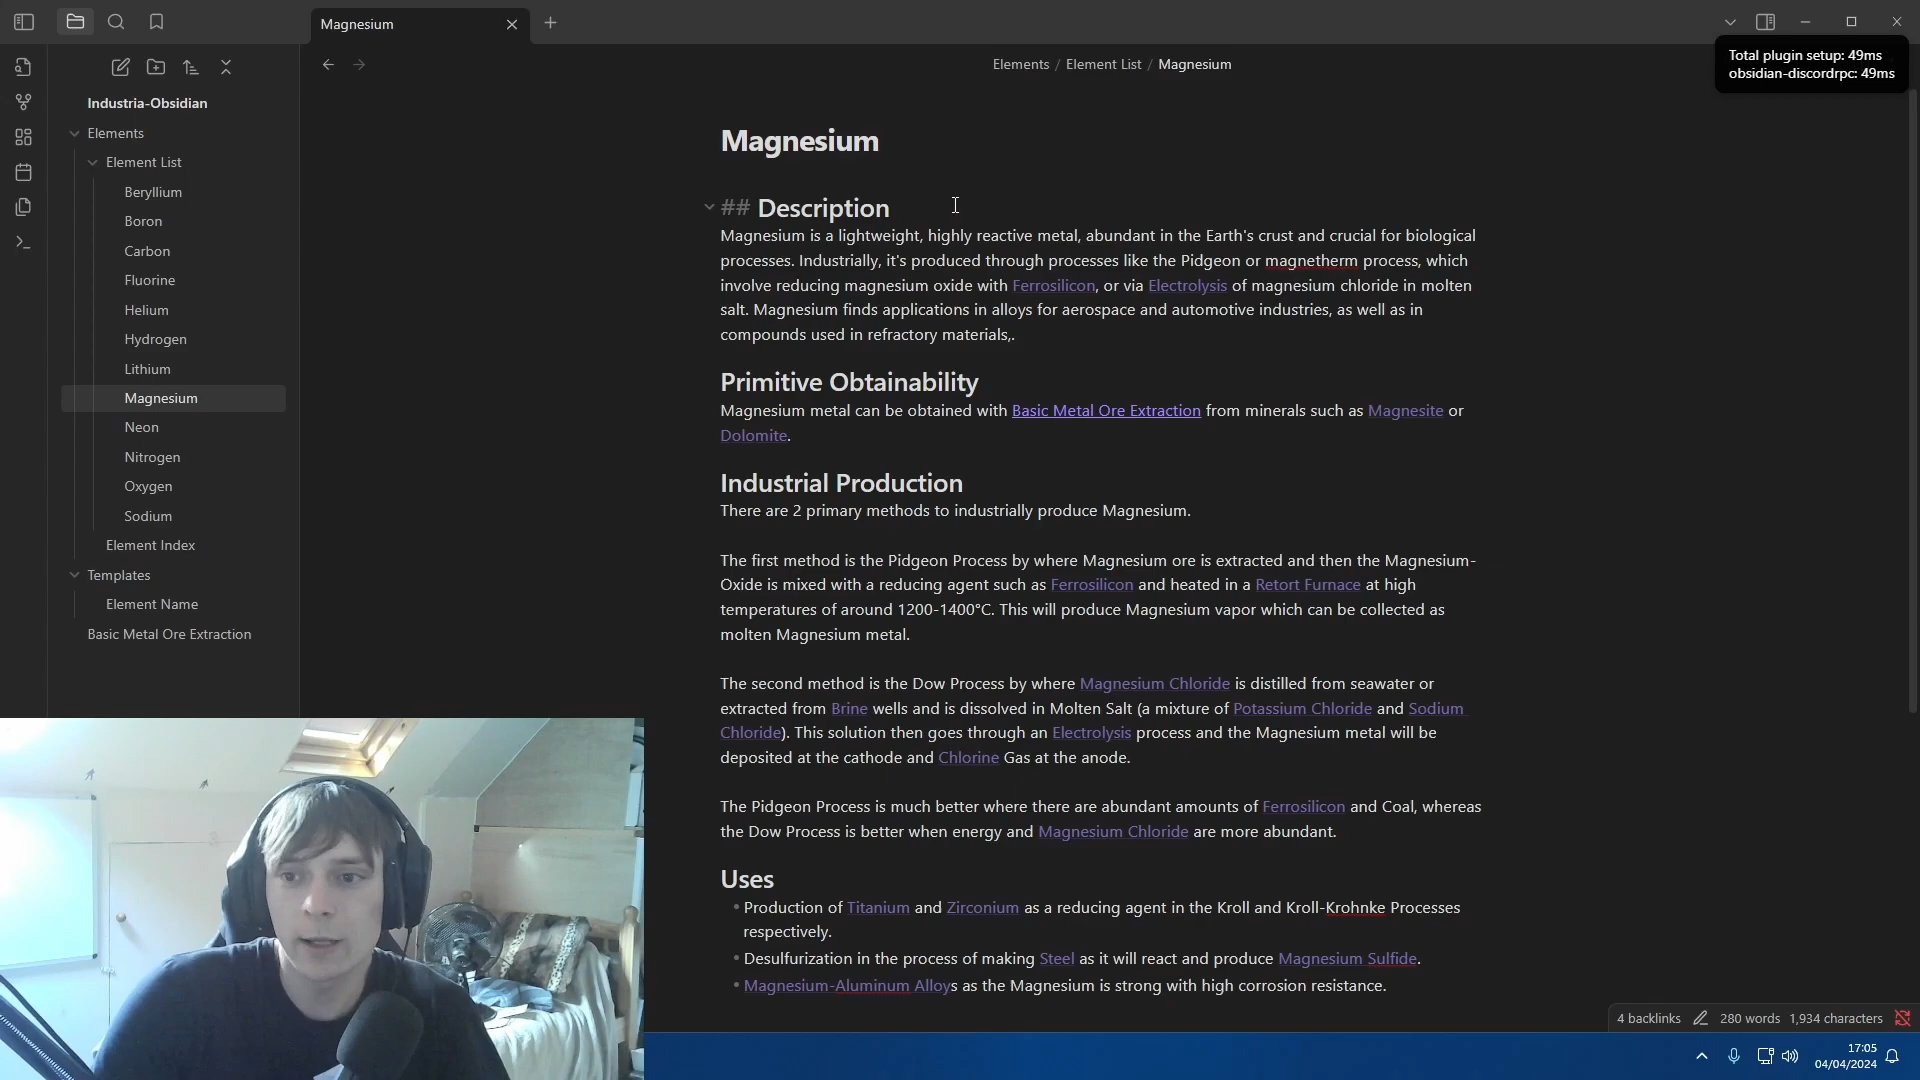 Magnesium
Total plugin setup: 49ms
obsidian-discordrpc: 49ms
Elements / Element List / Magnesium
Industria-Obsidian
Elements
Element List
Beryllium
Boron
Carbon
Fluorine
Helium
Hydrogen
Lithium
Magnesium
Neon
Nitrogen
Oxygen
Sodium
Element Index
Templates
Element Name
Basic Metal Ore Extraction
Magnesium
## Description
Magnesium is a lightweight, highly reactive metal, abundant in the Earth's crust and crucial for biological
processes. Industrially, it's produced through processes like the Pidgeon or magnetherm process, which
involve reducing magnesium oxide with Ferrosilicon, or via Electrolysis of magnesium chloride in molten
salt. Magnesium finds applications in alloys for aerospace and automotive industries, as well as in
compounds used in refractory materials,.
Primitive Obtainability
Magnesium metal can be obtained with Basic Metal Ore Extraction from minerals such as Magnesite or
Dolomite.
Industrial Production
There are 2 primary methods to industrially produce Magnesium.
The first method is the Pidgeon Process by where Magnesium ore is extracted and then the Magnesium-
Oxide is mixed with a reducing agent such as Ferrosilicon and heated in a Retort Furnace at high
temperatures of around 1200-1400°C. This will produce Magnesium vapor which can be collected as
molten Magnesium metal.
The second method is the Dow Process by where Magnesium Chloride is distilled from seawater or
extracted from Brine wells and is dissolved in Molten Salt (a mixture of Potassium Chloride and Sodium
Chloride). This solution then goes through an Electrolysis process and the Magnesium metal will be
deposited at the cathode and Chlorine Gas at the anode.
The Pidgeon Process is much better where there are abundant amounts of Ferrosilicon and Coal, whereas
the Dow Process is better when energy and Magnesium Chloride are more abundant.
Uses
• Production of Titanium and Zirconium as a reducing agent in the Kroll and Kroll-Krohnke Processes
respectively.
• Desulfurization in the process of making Steel as it will react and produce Magnesium Sulfide.
• Magnesium-Aluminum Alloys as the Magnesium is strong with high corrosion resistance.
4 backlinks 280 words 1,934 characters
17:05
04/04/2024